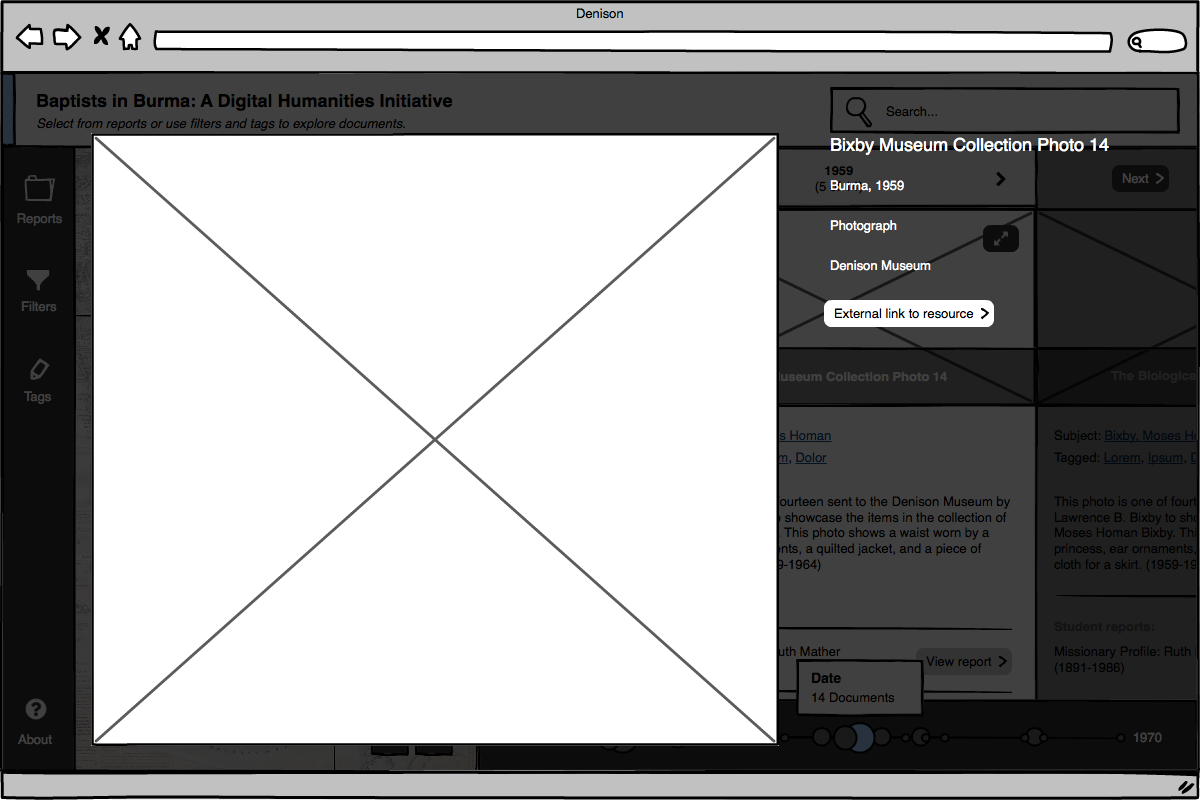 Denison
Baptists in Burma: A Digital Humanities Initiative
Select from reports or use filters and tags to explore documents.
Search...
Reports
Filters
Tags
About
Bixby Museum Collection Photo 14
1959
(5
Burma, 1959
Photograph
Denison Museum
External link to resource
Next
useum Collection Photo 14
s Homan
m, Dolor
ourteen sent to the Denison Museum by
showcase the items in the collection of
This photo shows a waist worn by a
nts, a quilted jacket, and a piece of
9-1964)
uth Mather
View report
The Biologica
Subject: Bixby, Moses H
Tagged: Lorem, Ipsum, D
This photo is one of fourt
Lawrence B. Bixby to sh
Moses Homan Bixby. Th
princess, ear ornaments,
cloth for a skirt. (1959-19
Student reports:
Missionary Profile: Ruth
(1891-1986)
Date
14 Documents
1970